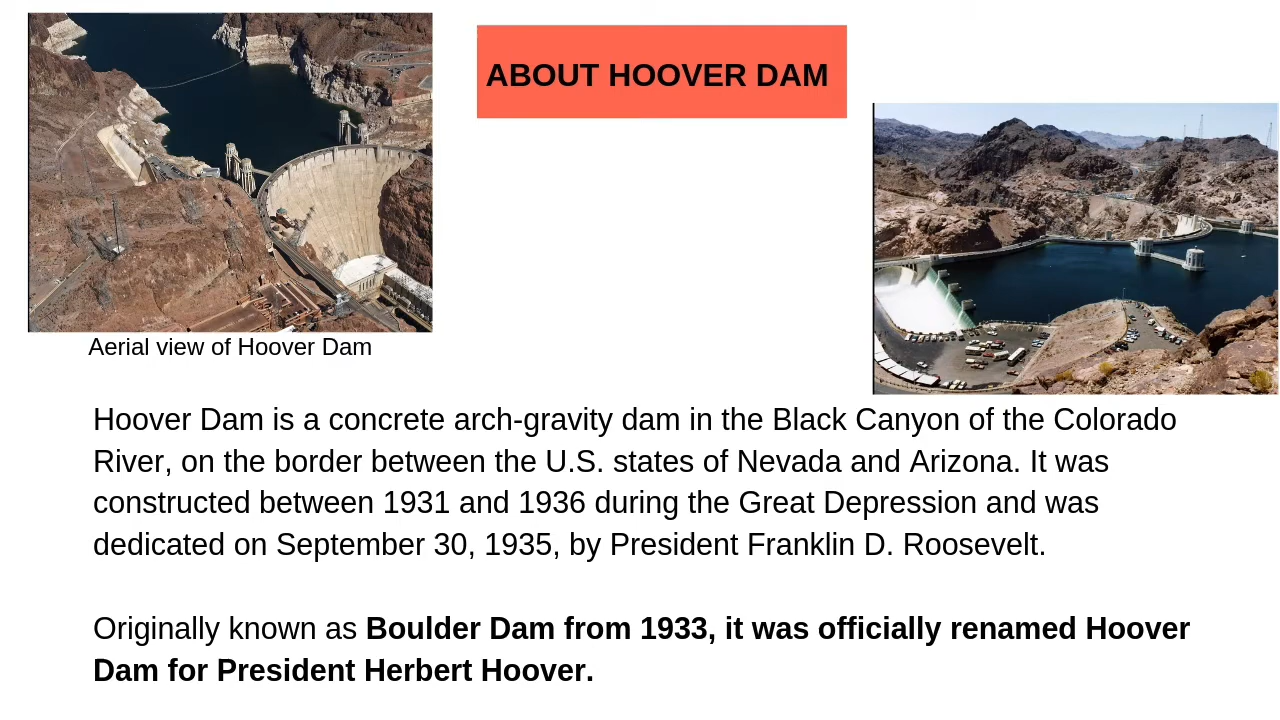 ABOUT HOOVER DAM
Aerial view of Hoover Dam
Hoover Dam is a concrete arch-gravity dam in the Black Canyon of the Colorado
River, on the border between the U.S. states of Nevada and Arizona. It was
constructed between 1931 and 1936 during the Great Depression and was
dedicated on September 30, 1935, by President Franklin D. Roosevelt.
Originally known as Boulder Dam from 1933, it was officially renamed Hoover
Dam for President Herbert Hoover.